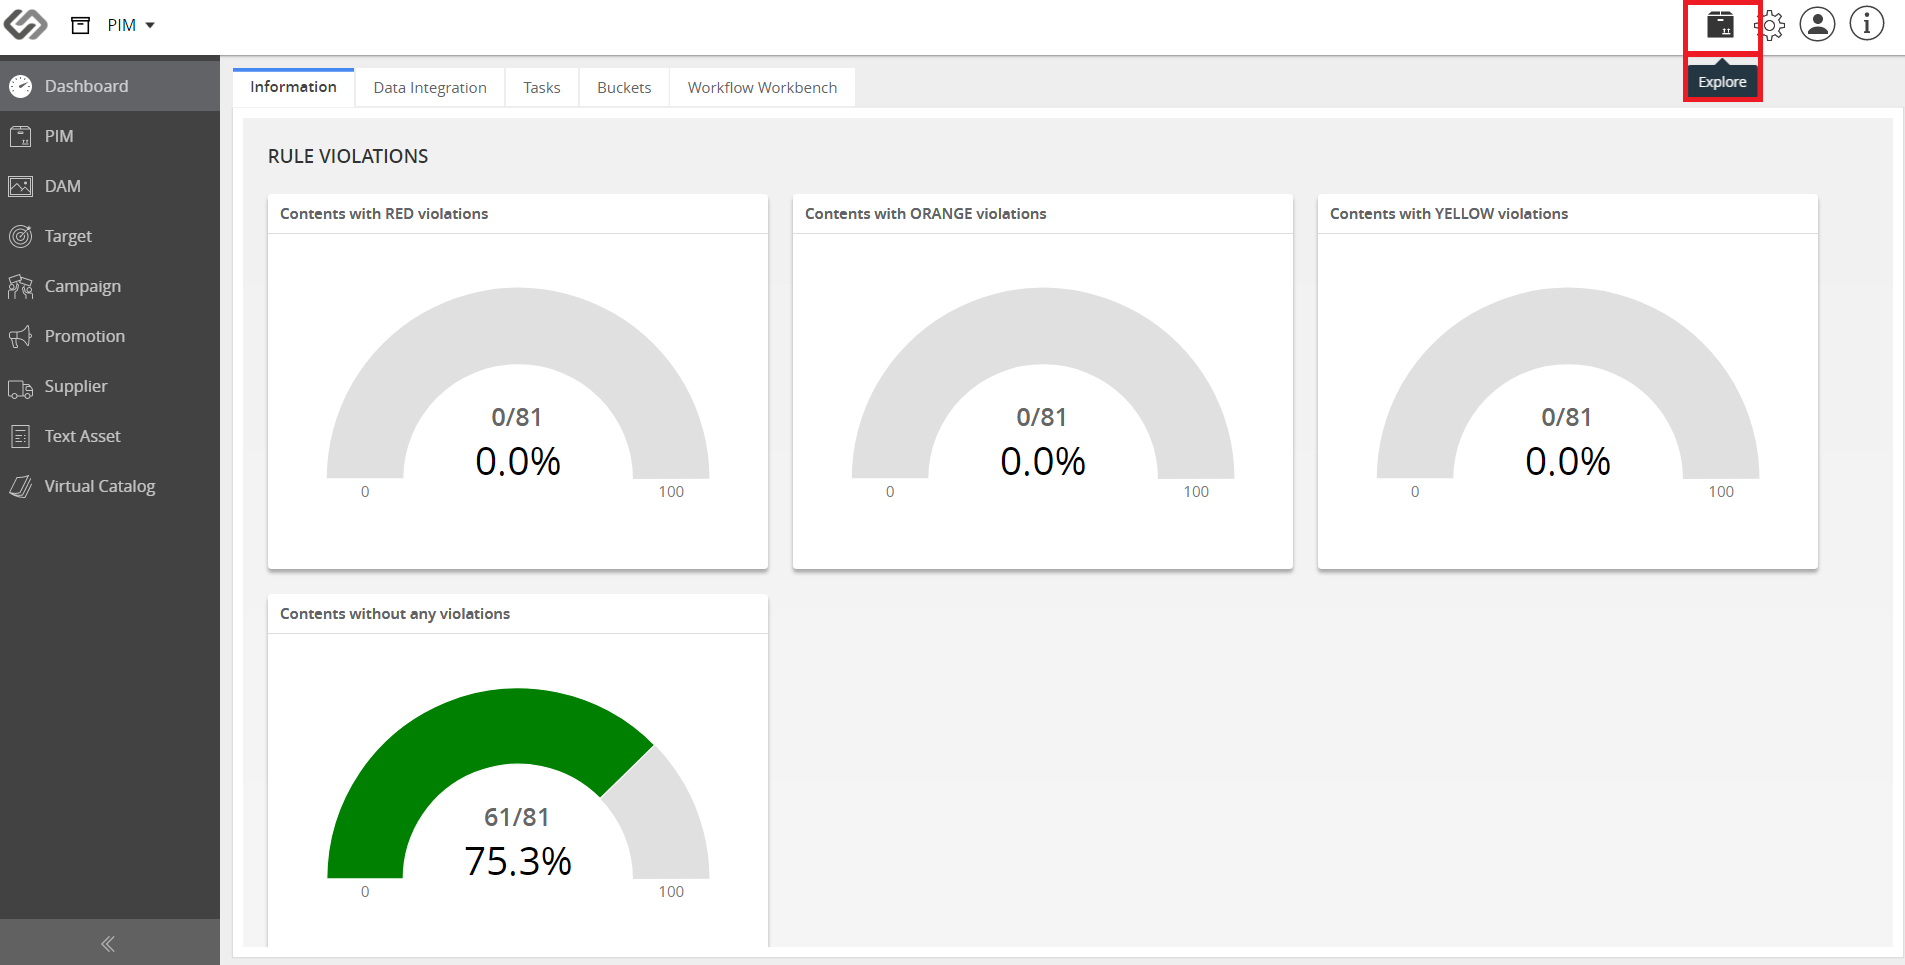 PIM
Explore
Dashboard
PIM
DAM
Target
Campaign
Promotion
Supplier
Text Asset
Virtual Catalog
Information
Data Integration
Tasks
Buckets
Workflow Workbench
RULE VIOLATIONS
Contents with RED violations
0/81
0.0%
0
100
Contents with ORANGE violations
0/81
0.0%
0
100
Contents with YELLOW violations
0/81
0.0%
0
100
Contents without any violations
61/81
75.3%
0
100